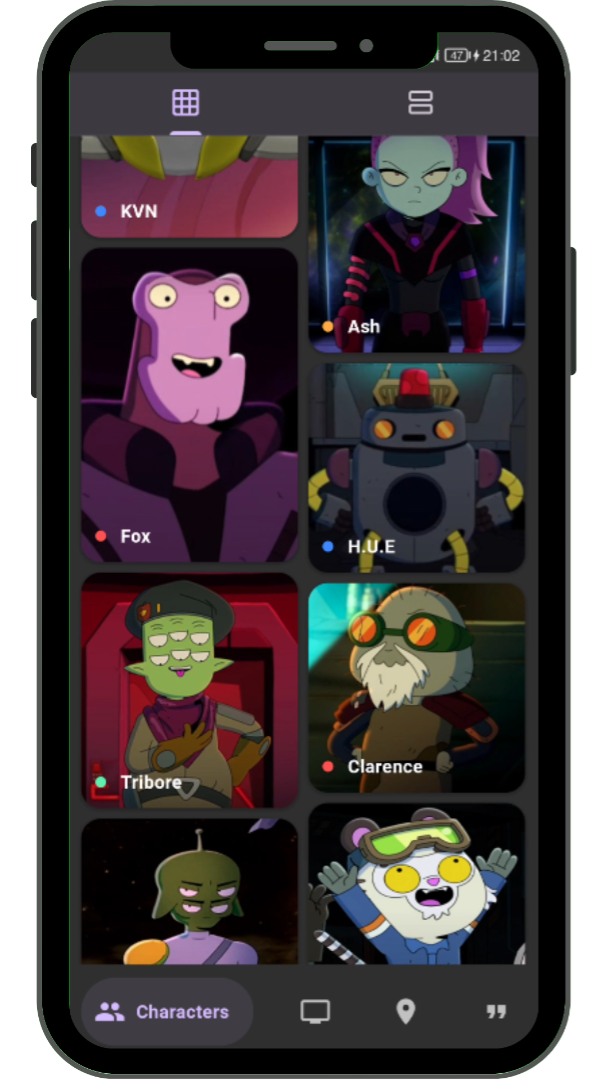 47 21:02
KVN
Ash
Fox
H.U.E
Clarence
Tribore
Characters